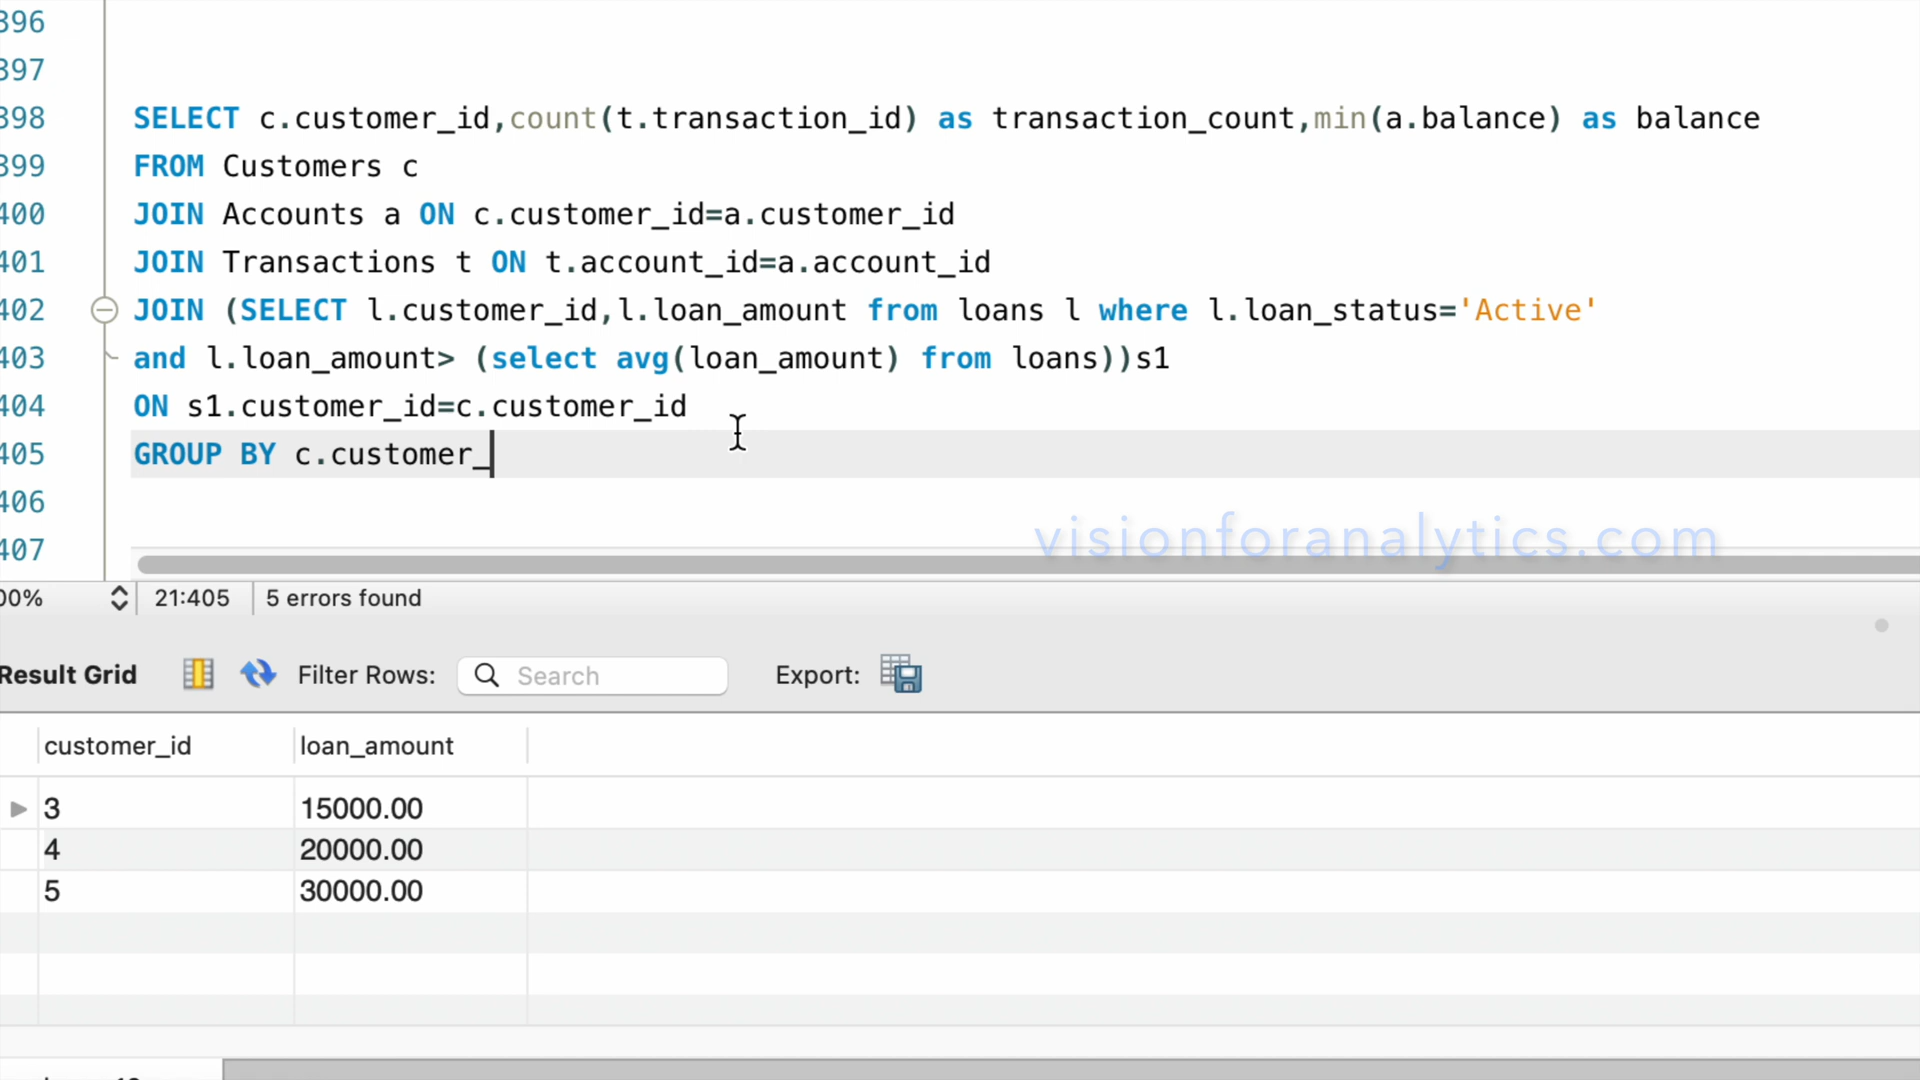 396
397
398 SELECT c.customer_id,count(t.transaction_id) as transaction_count,min(a.balance) as balance
399 FROM Customers c
400 JOIN Accounts a ON c.customer_id=a.customer_id
401 JOIN Transactions t ON t.account_id=a.account_id
402 JOIN (SELECT l.customer_id,l.loan_amount from loans l where l.loan_status='Active'
403 and l.loan_amount> (select avg(loan_amount) from loans))s1
404 ON s1.customer_id=c.customer_id
405 GROUP BY c.customer_
406
visionforanalytics.com
407
00% 21:405 5 errors found
Result Grid Filter Rows: Search Export:
customer_id loan_amount
3 15000.00
4 20000.00
5 30000.00